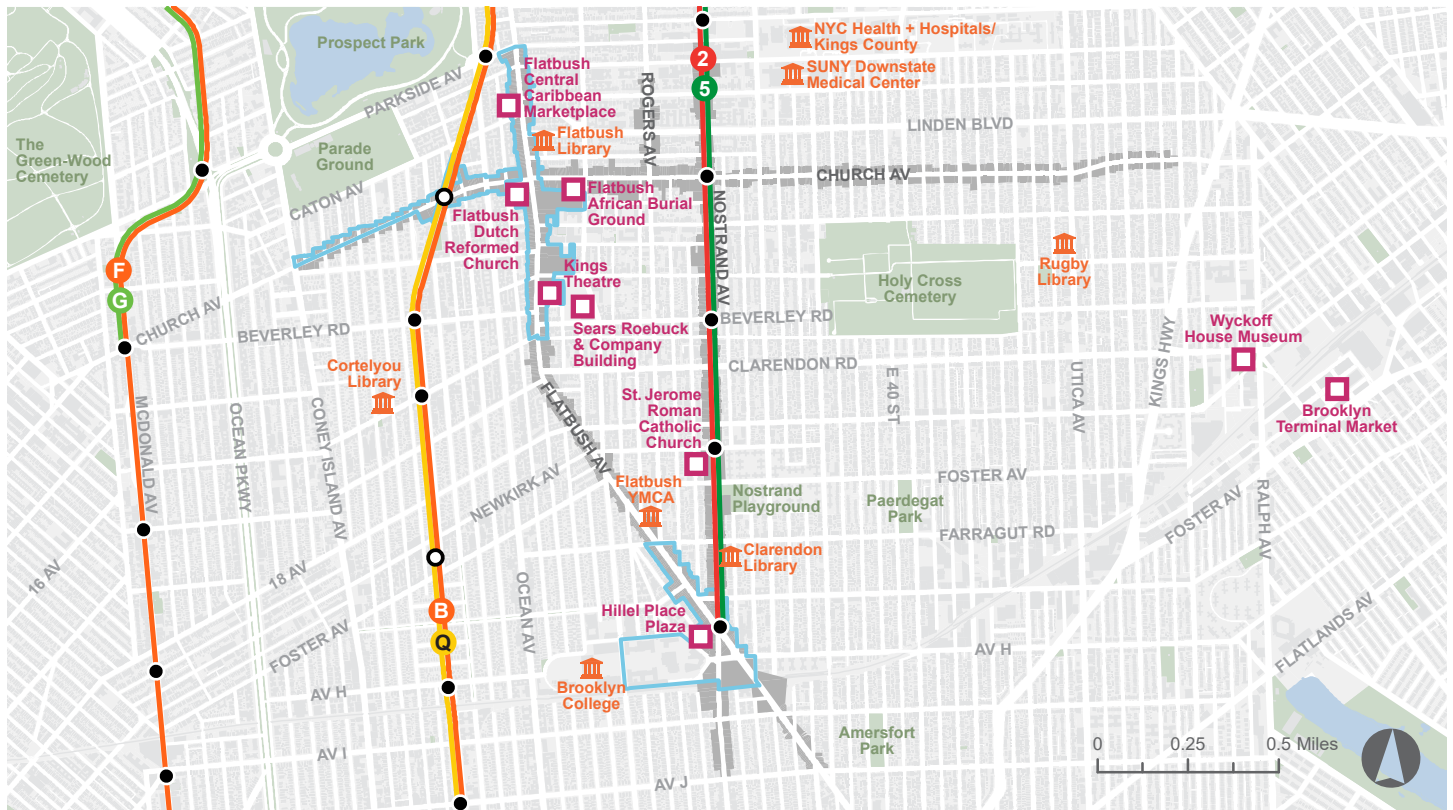 Prospect Park
PARKSIDE AV
Flatbush
Central
Caribbean
Marketplace
ROGERS AV
2
5
NYC Health + Hospitals/
Kings County
SUNY Downstate
Medical Center
LINDEN BLVD
The
Green-Wood
Cemetery
Parade
Ground
Flatbush
Library
CATON AV
CHURCH AV
Flatbush
Dutch
Reformed
Church
Flatbush
African Burial
Ground
NOSTRAND AV
F
G
CHURCH AV
BEVERLEY RD
Kings
Theatre
Sears Roebuck
& Company
Building
BEVERLEY RD
Holy Cross
Cemetery
Rugby
Library
CLARENDON RD
E 40 ST
UTICA AV
KINGS HWY
Wyckoff
House Museum
Brooklyn
Terminal Market
Cortelyou
Library
MCDONALD AV
OCEAN PKWY
CONEY ISLAND AV
FLATBUSH AV
St. Jerome
Roman
Catholic
Church
NEWKIRK AV
Flatbush
YMCA
Nostrand
Playground
FOSTER AV
Paerdegat
Park
FARRAGUT RD
FOSTER AV
RALPH AV
16 AV
18 AV
OCEAN AV
Clarendon
Library
B
Q
FOSTER AV
Hillel Place
Plaza
AV H
FLATLANDS AV
AV H
Brooklyn
College
AV I
AV J
Amersfort
Park
0 0.25 0.5 Miles